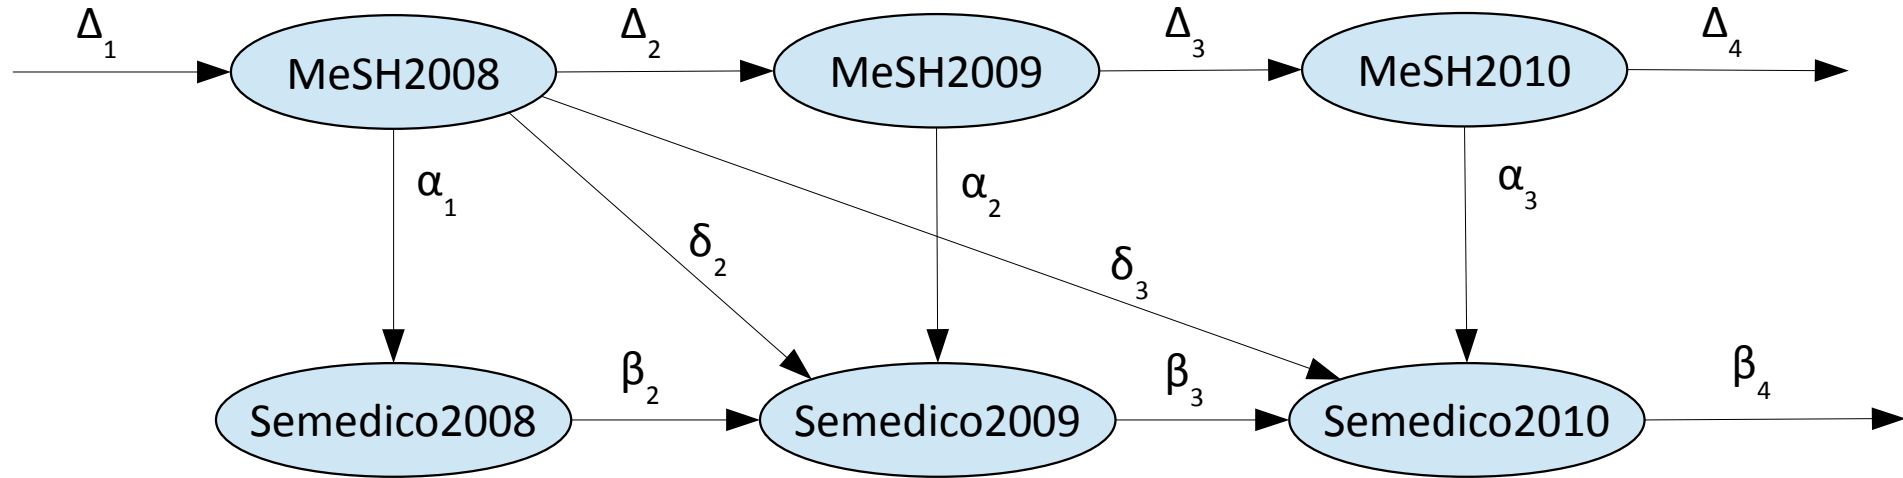 Δ1 Δ2 Δ3 Δ4
MeSH2008 MeSH2009 MeSH2010
α1 α2 α3
δ2 δ3
β2 β3 β4
Semedico2008 Semedico2009 Semedico2010